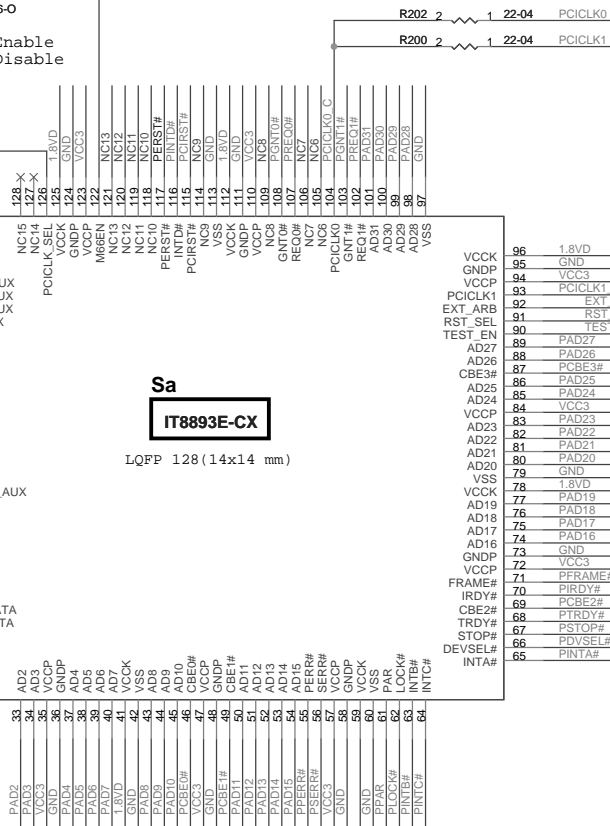 S-O
Enable
Disable
R202 2 1 22-04 PCICLK0
R200 2 1 22-04 PCICLK1
1.8VD GND VCC3 NC13 NC12 NC11 NC10 PERST# PINTD# PCIRST# NC9 GND 1.8VD GND VCC3 NC8 PGNT0# PREQ0# NC7 NC6 PCICLK0_C PGNT1# PREQ1# PAD31 PAD30 PAD29 PAD28 GND
128 127 126 125 124 123 122 121 120 119 118 117 116 115 114 113 112 111 110 109 108 107 106 105 104 103 102 101 100 99 98 97
NC15 NC14 PCICLK_SEL VCCK GNDP VCCP M66EN NC13 NC12 NC11 NC10 PERST# INTD# PCIRST# NC9 VSS VCCK GNDP VCCP NC8 GNT0# REQ0# NC7 NC6 PCICLK0 GNT1# REQ1# AD31 AD30 AD29 AD28 VSS
UX
UX
UX
X
_AUX
ATA
TA
Sa
IT8893E-CX
LQFP 128(14x14 mm)
VCCK 96 1.8VD
GNDP 95 GND
VCCP 94 VCC3
PCICLK1 93 PCICLK1
EXT_ARB 92 EXT
RST_SEL 91 RST
TEST_EN 90 TEST
AD27 89 PAD27
AD26 88 PAD26
CBE3# 87 PCBE3#
AD25 86 PAD25
AD24 85 PAD24
VCCP 84 VCC3
AD23 83 PAD23
AD22 82 PAD22
AD21 81 PAD21
AD20 80 PAD20
VSS 79 GND
VCCK 78 1.8VD
AD19 77 PAD19
AD18 76 PAD18
AD17 75 PAD17
AD16 74 PAD16
GNDP 73 GND
VCCP 72 VCC3
FRAME# 71 PFRAME#
IRDY# 70 PIRDY#
CBE2# 69 PCBE2#
TRDY# 68 PTRDY#
STOP# 67 PSTOP#
DEVSEL# 66 PDVSEL#
INTA# 65 PINTA#
AD2 AD3 VCCP GNDP AD4 AD5 AD6 AD7 VCCK VSS AD8 AD9 AD10 CBE0# VCCP GNDP CBE1# AD11 AD12 AD13 AD14 AD15 PERR# SERR# VCCP GNDP VCCK VSS PAR LOCK# INTB# INTC#
33 34 35 36 37 38 39 40 41 42 43 44 45 46 47 48 49 50 51 52 53 54 55 56 57 58 59 60 61 62 63 64
PAD2 PAD3 VCC3 GND PAD4 PAD5 PAD6 PAD7 1.8VD GND PAD8 PAD9 PAD10 PCBE0# VCC3 GND PCBE1# PAD11 PAD12 PAD13 PAD14 PAD15 PPERR# PSERR# VCC3 GND GND PPAR PLOCK# PINTB# PINTC#